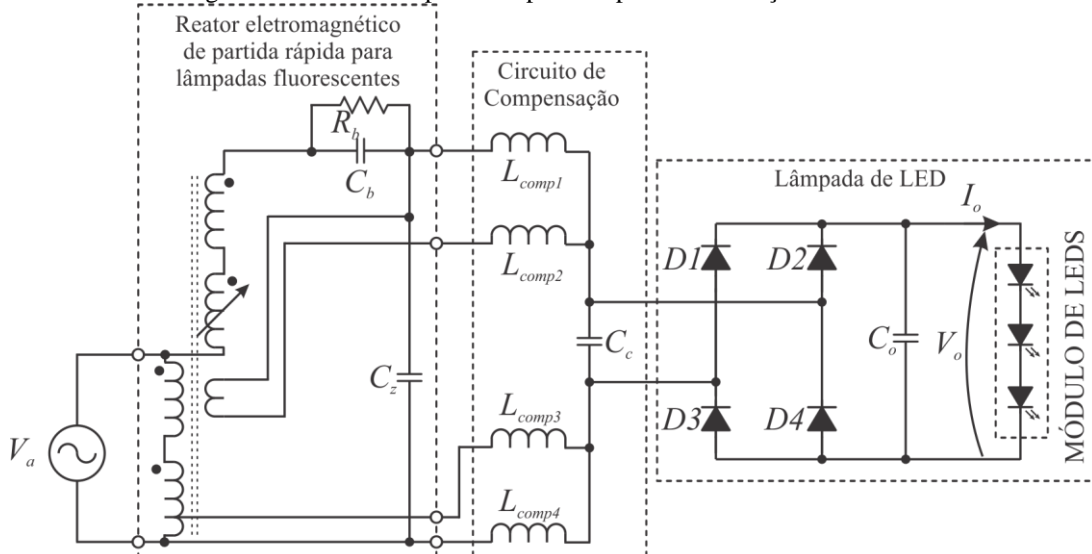 Reator eletromagnético
de partida rápida para
lâmpadas fluorescentes
R_b
C_b
C_z
V_a
Circuito de
Compensação
L_comp1
L_comp2
C_c
L_comp3
L_comp4
Lâmpada de LED
I_o
D1
D2
C_o
V_o
D3
D4
MÓDULO DE LEDS